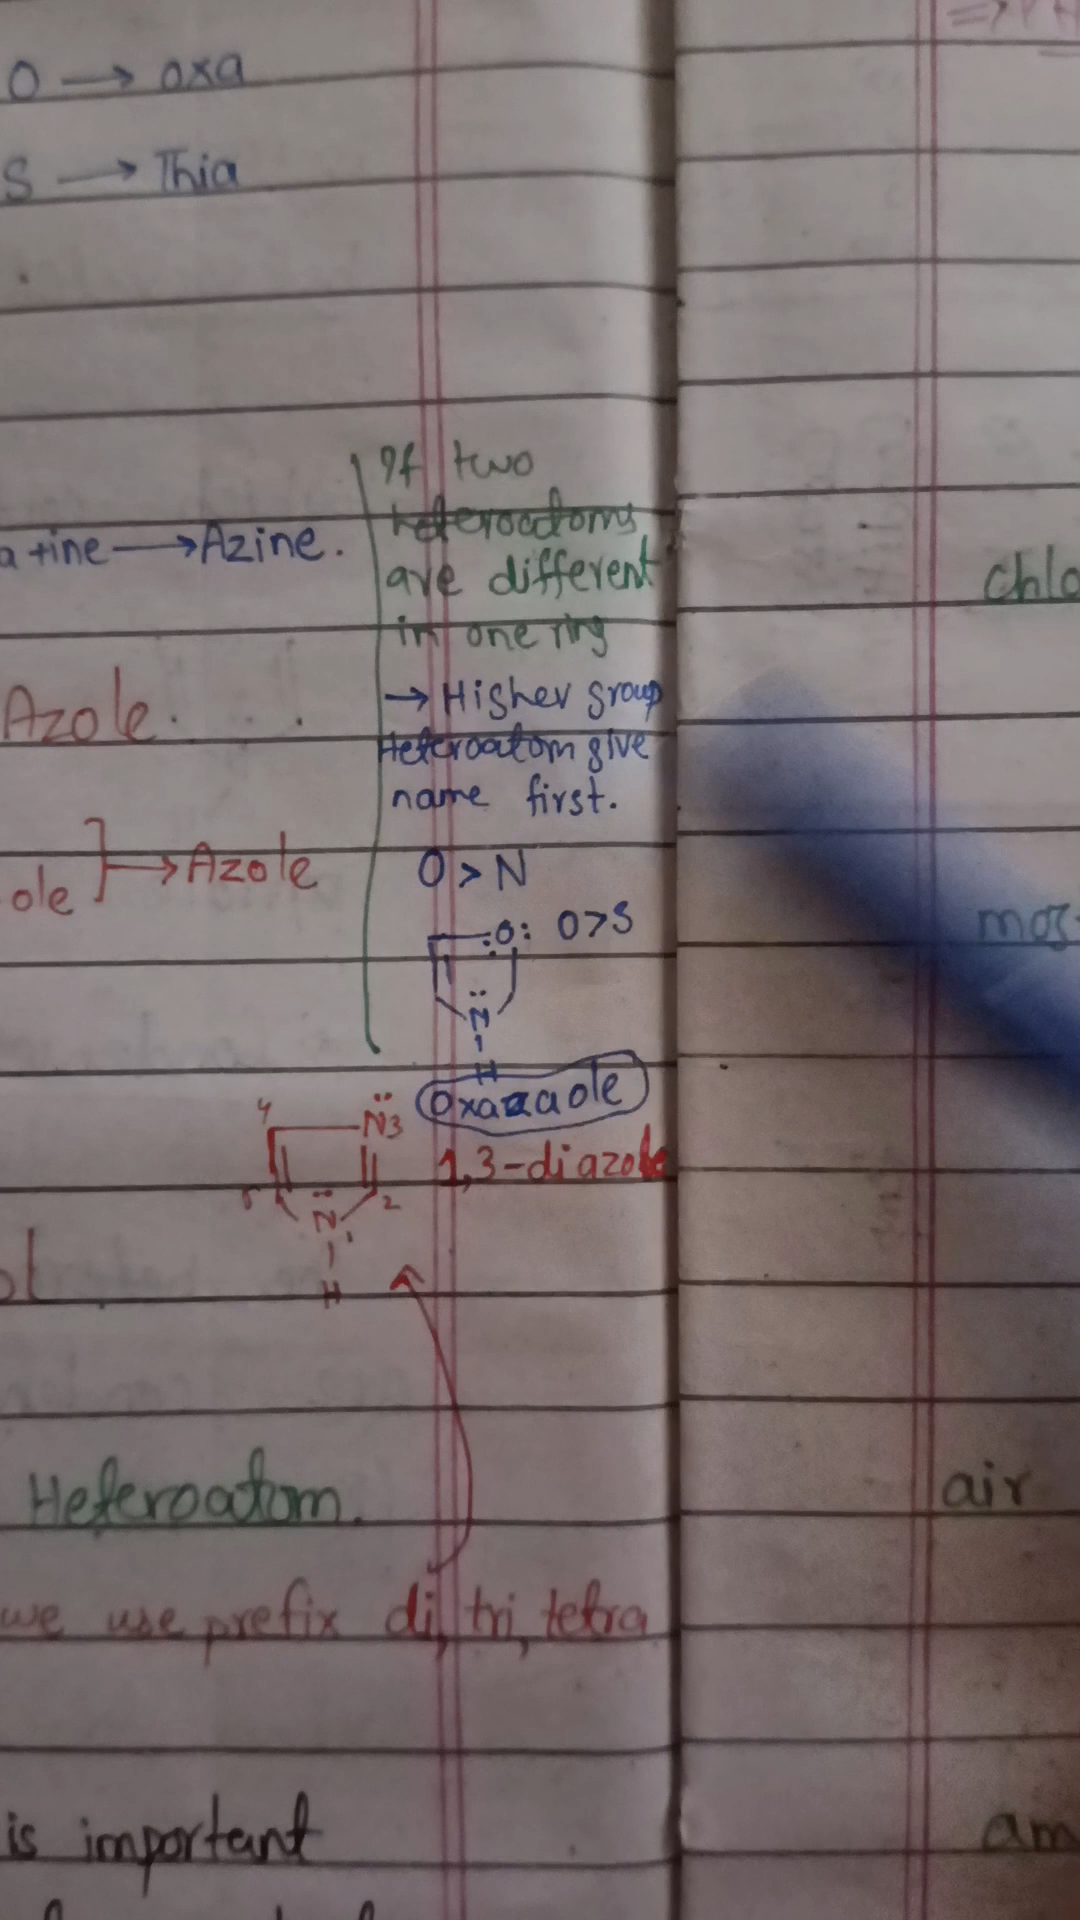 O → oxa
S → Thia
If two
heteroatoms
are different
in one ring
→ Higher group
Heteroatom give
name first.
a + ine → Azine.
Azole.
ole } → Azole
O > N
O: O>S
N
H
Oxazaole
4 N3
5 N 2
1
H
1,3-diazole
Heteroatom.
we use prefix di, tri, tetra
is important
chlo
air
am